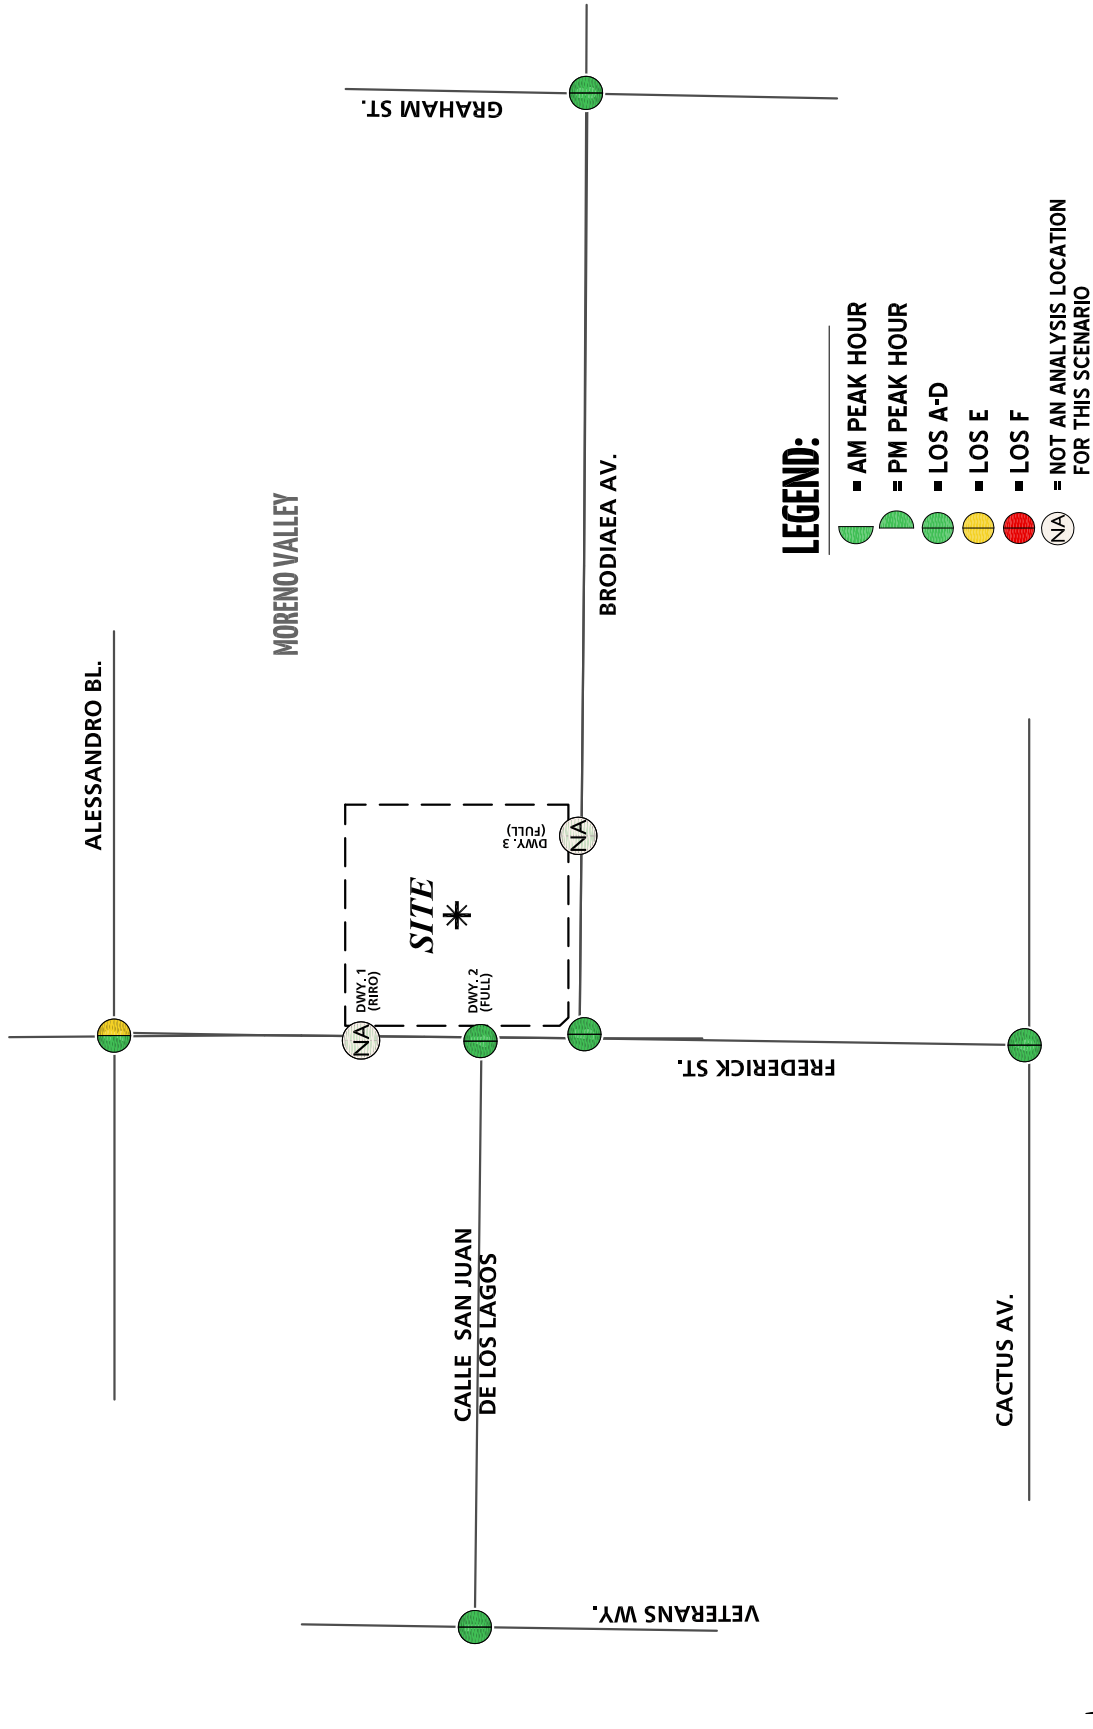 ALESSANDRO BL.
MORENO VALLEY
GRAHAM ST.
NA
DWY. 1
(RIRO)
SITE
DWY. 2
(FULL)
DWY. 3
(FULL)
NA
CALLE SAN JUAN
DE LOS LAGOS
BRODIAEA AV.
VETERANS WY.
FREDERICK ST.
CACTUS AV.
LEGEND:
= AM PEAK HOUR
= PM PEAK HOUR
= LOS A-D
= LOS E
= LOS F
NA = NOT AN ANALYSIS LOCATION
FOR THIS SCENARIO